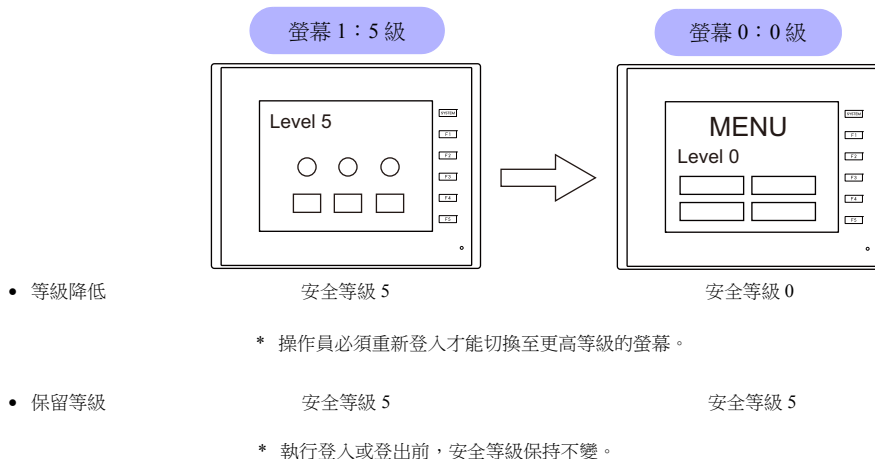 螢幕 1：5 級
螢幕 0：0 級
Level 5
SYSTEM
F1
F2
F3
F4
F5
MENU
Level 0
SYSTEM
F1
F2
F3
F4
F5
• 等級降低 安全等級 5 安全等級 0
* 操作員必須重新登入才能切換至更高等級的螢幕。
• 保留等級 安全等級 5 安全等級 5
* 執行登入或登出前，安全等級保持不變。